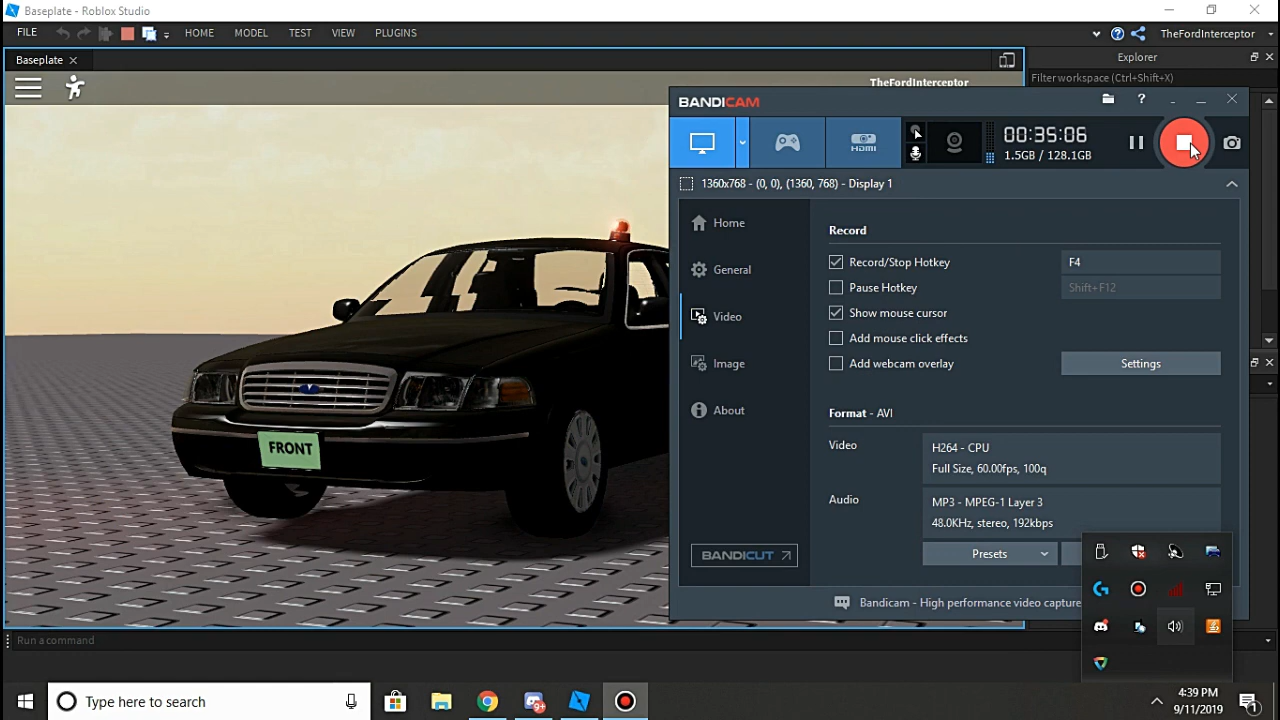 Baseplate - Roblox Studio
FILE HOME MODEL TEST VIEW PLUGINS TheFordInterceptor
Baseplate
Explorer
TheFordInterceptor
Filter workspace (Ctrl+Shift+X)
BANDICAM
HDMI
00:35:06
1.5GB / 128.1GB
1360x768 - (0, 0), (1360, 768) - Display 1
Home
General
Video
Image
About
BANDICUT
Record
Record/Stop Hotkey F4
Pause Hotkey Shift+F12
Show mouse cursor
Add mouse click effects
Add webcam overlay Settings
Format - AVI
Video H264 - CPU
Full Size, 60.00fps, 100q
Audio MP3 - MPEG-1 Layer 3
48.0KHz, stereo, 192kbps
Presets
Bandicam - High performance video capture
FRONT
Run a command
Type here to search
9+
4:39 PM
9/11/2019
1